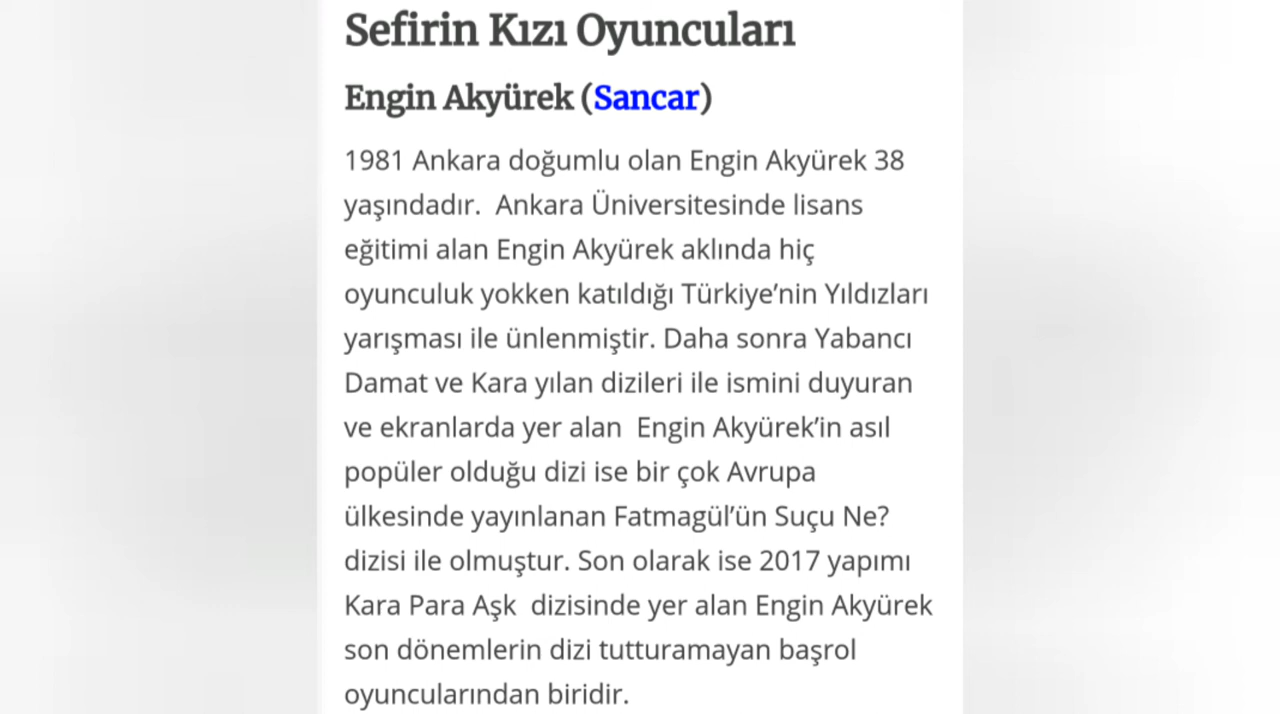 Sefirin Kızı Oyuncuları
Engin Akyürek (Sancar)
1981 Ankara doğumlu olan Engin Akyürek 38
yaşındadır.  Ankara Üniversitesinde lisans
eğitimi alan Engin Akyürek aklında hiç
oyunculuk yokken katıldığı Türkiye’nin Yıldızları
yarışması ile ünlenmiştir. Daha sonra Yabancı
Damat ve Kara yılan dizileri ile ismini duyuran
ve ekranlarda yer alan  Engin Akyürek’in asıl
popüler olduğu dizi ise bir çok Avrupa
ülkesinde yayınlanan Fatmagül’ün Suçu Ne?
dizisi ile olmuştur. Son olarak ise 2017 yapımı
Kara Para Aşk  dizisinde yer alan Engin Akyürek
son dönemlerin dizi tutturamayan başrol
oyuncularından biridir.